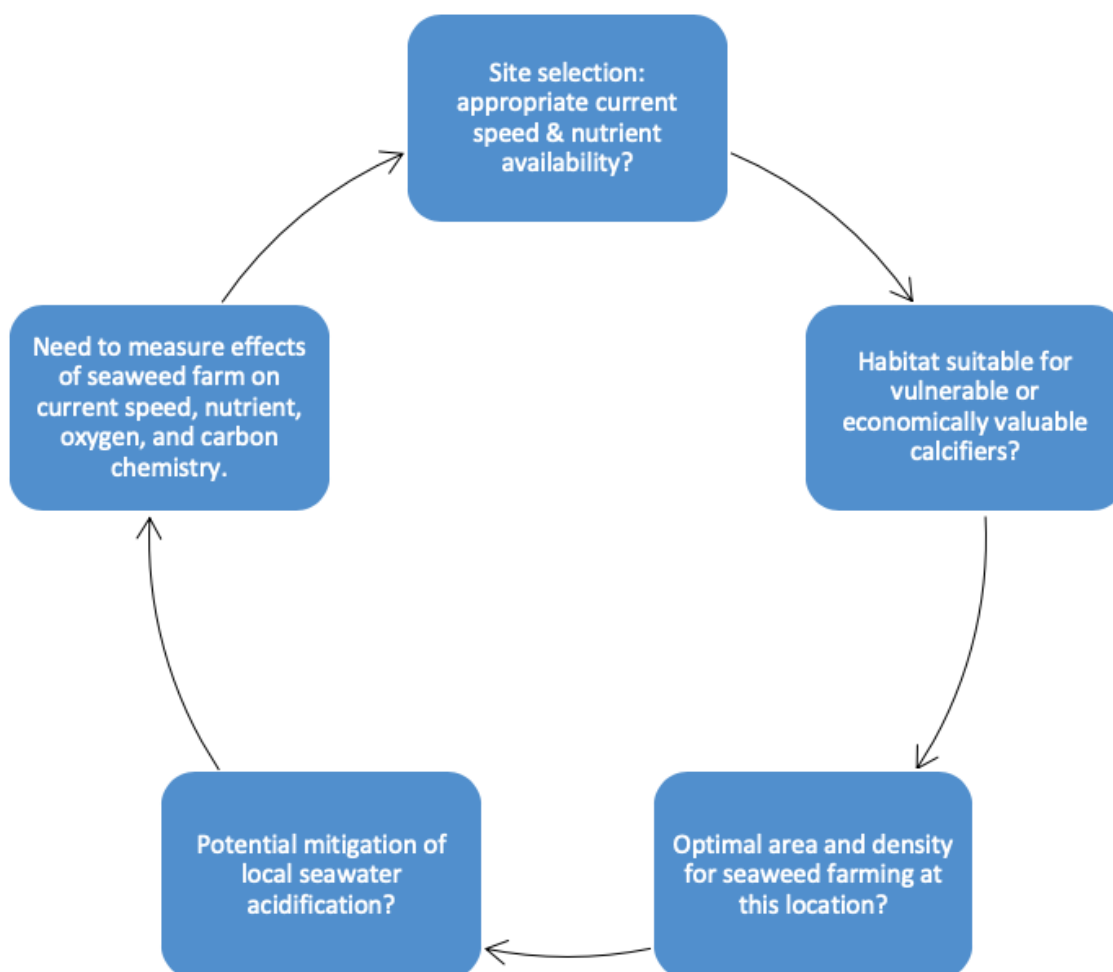 Site selection:
appropriate current
speed & nutrient
availability?
Habitat suitable for
vulnerable or
economically valuable
calcifiers?
Optimal area and density
for seaweed farming at
this location?
Potential mitigation of
local seawater
acidification?
Need to measure effects
of seaweed farm on
current speed, nutrient,
oxygen, and carbon
chemistry.